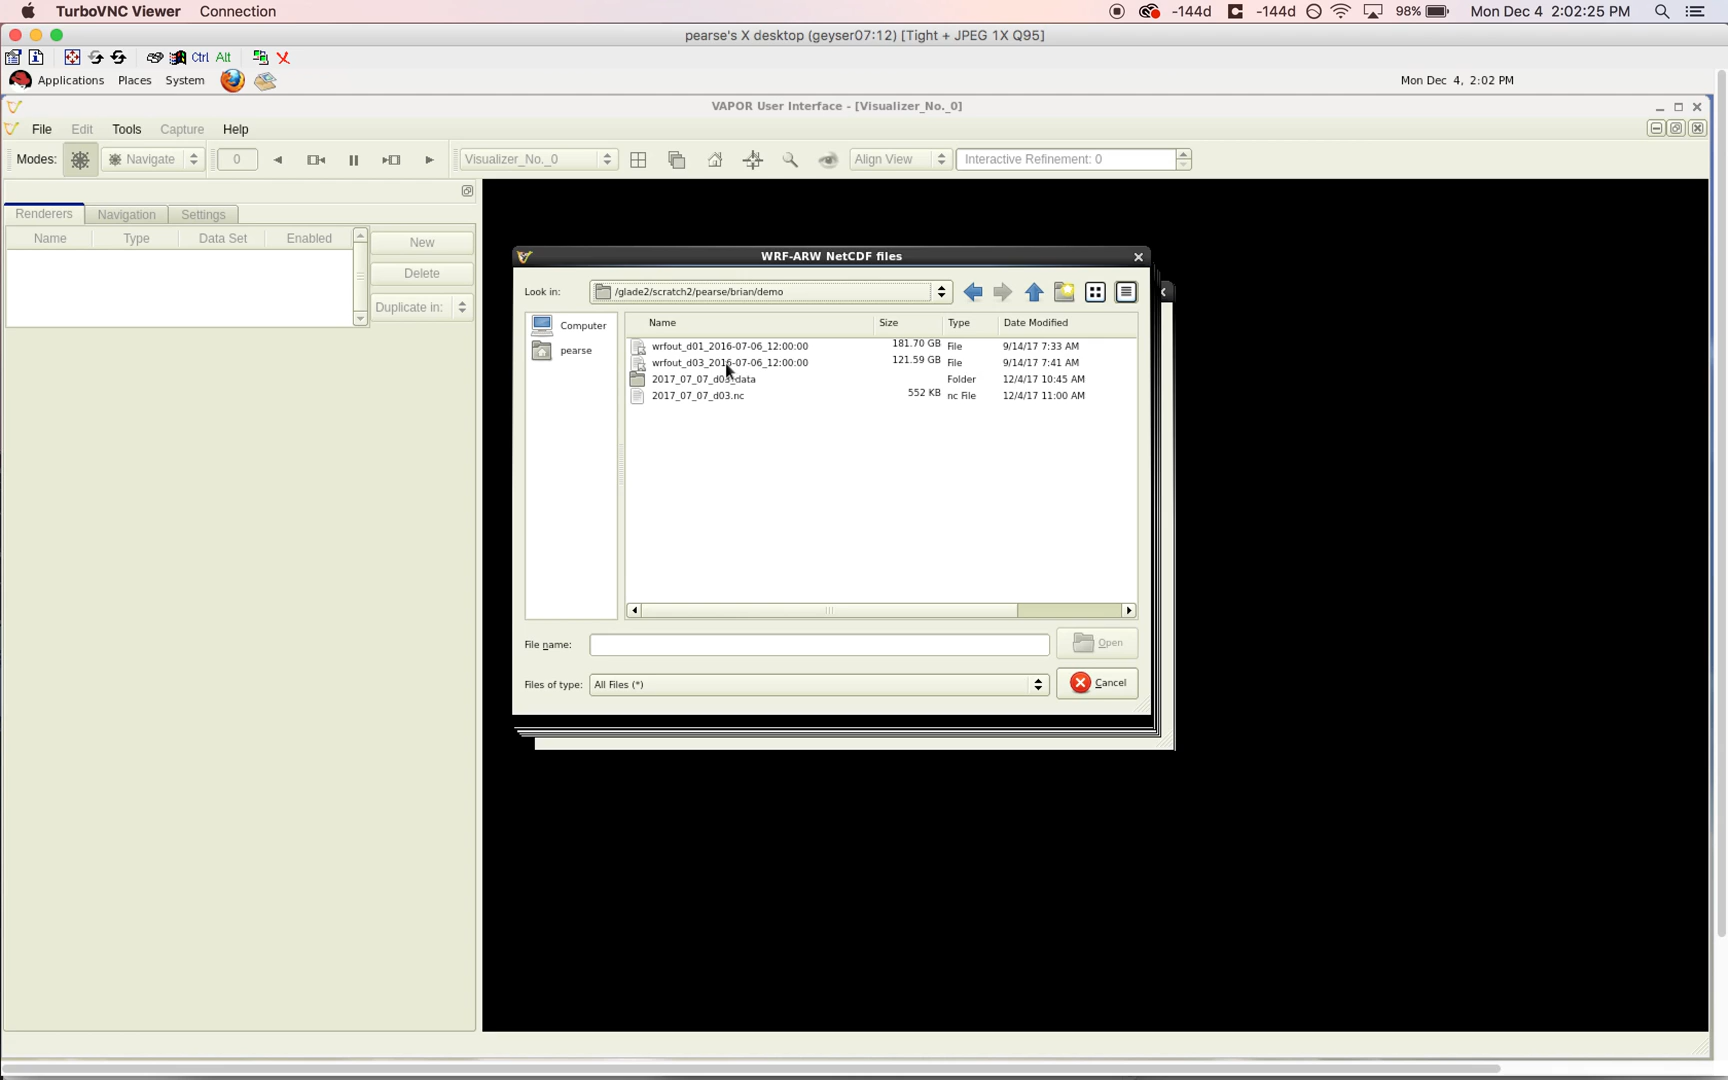 TurboVNC Viewer Connection -144d -144d 98% Mon Dec 4 2:02:25 PM
pearse's X desktop (geyser07:12) [Tight + JPEG 1X Q95]
Ctrl Alt
Applications Places System Mon Dec 4, 2:02 PM
VAPOR User Interface - [Visualizer_No._0]
File Edit Tools Capture Help
Modes: Navigate 0 Visualizer_No._0 Align View Interactive Refinement: 0
Renderers Navigation Settings
Name Type Data Set Enabled New
Delete
Duplicate in:
WRF-ARW NetCDF files
Look in: /glade2/scratch2/pearse/brian/demo
Computer
pearse
Name Size Type Date Modified
wrfout_d01_2016-07-06_12:00:00 181.70 GB File 9/14/17 7:33 AM
wrfout_d03_2016-07-06_12:00:00 121.59 GB File 9/14/17 7:41 AM
2017_07_07_d03_data Folder 12/4/17 10:45 AM
2017_07_07_d03.nc 552 KB nc File 12/4/17 11:00 AM
File name: Open
Files of type: All Files (*) Cancel